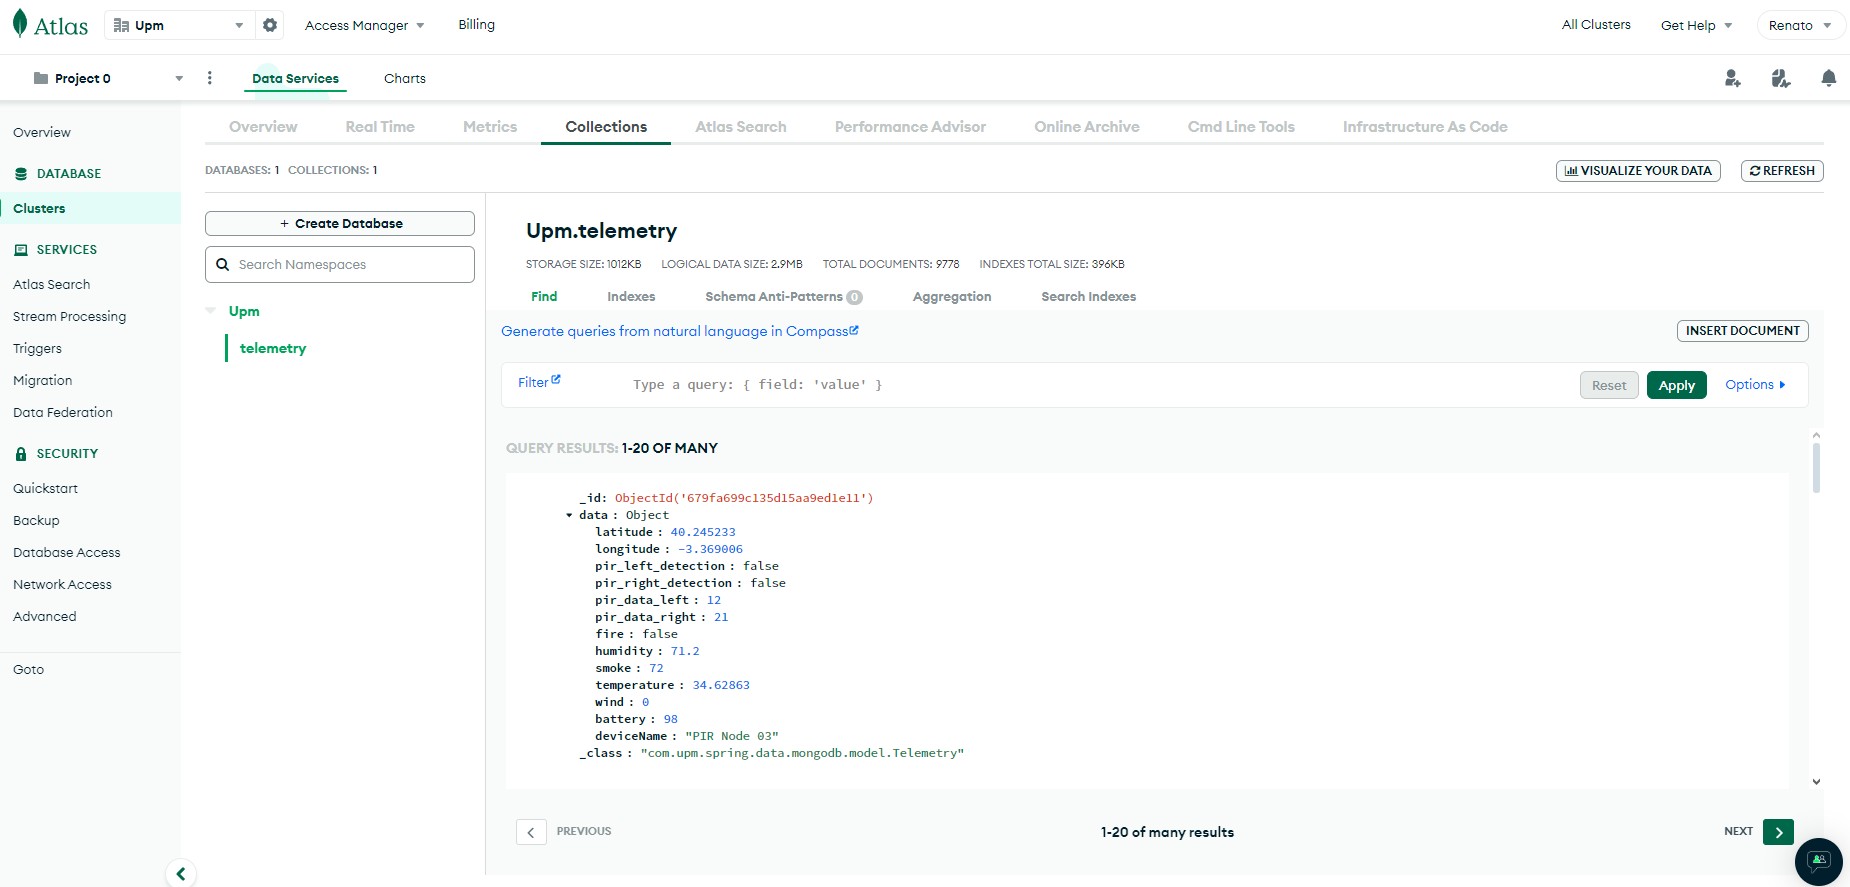 Atlas
Upm
Access Manager
Billing
All Clusters
Get Help
Renato
Project 0
Data Services
Charts
Overview
DATABASE
Clusters
SERVICES
Atlas Search
Stream Processing
Triggers
Migration
Data Federation
SECURITY
Quickstart
Backup
Database Access
Network Access
Advanced
Goto
Overview
Real Time
Metrics
Collections
Atlas Search
Performance Advisor
Online Archive
Cmd Line Tools
Infrastructure As Code
DATABASES: 1 COLLECTIONS: 1
VISUALIZE YOUR DATA
REFRESH
+ Create Database
Search Namespaces
Upm
telemetry
Upm.telemetry
STORAGE SIZE: 1012KB LOGICAL DATA SIZE: 2.9MB TOTAL DOCUMENTS: 9778 INDEXES TOTAL SIZE: 396KB
Find
Indexes
Schema Anti-Patterns 0
Aggregation
Search Indexes
Generate queries from natural language in Compass
INSERT DOCUMENT
Filter
Type a query: { field: 'value' }
Reset
Apply
Options
QUERY RESULTS: 1-20 OF MANY
_id: ObjectId('679fa699c135d15aa9ed1e11')
data : Object
latitude : 40.245233
longitude : -3.369006
pir_left_detection : false
pir_right_detection : false
pir_data_left : 12
pir_data_right : 21
fire : false
humidity : 71.2
smoke : 72
temperature : 34.62863
wind : 0
battery : 98
deviceName : "PIR Node 03"
_class : "com.upm.spring.data.mongodb.model.Telemetry"
PREVIOUS
1-20 of many results
NEXT